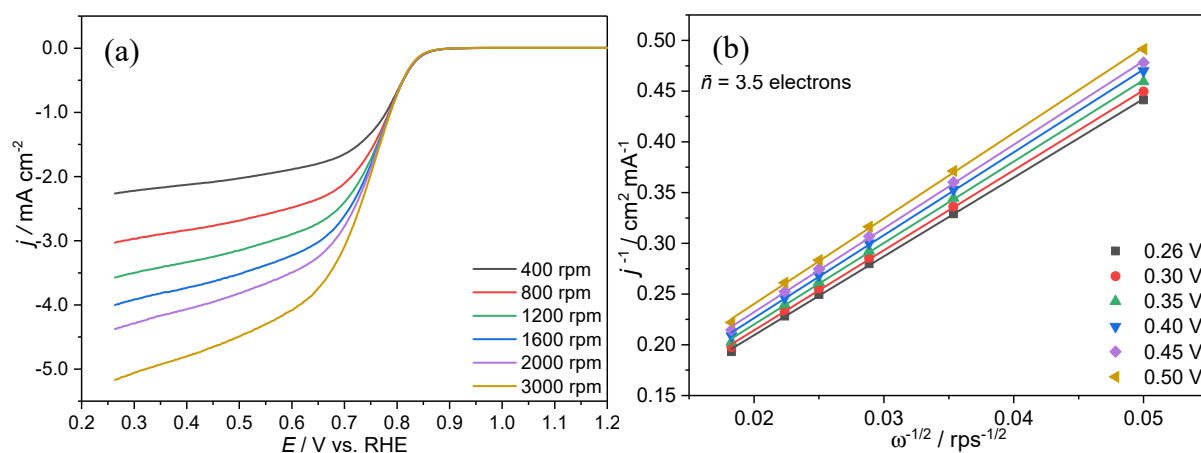 (a)
0.0
-1.0
-2.0
-3.0
-4.0
-5.0
j / mA cm-2
400 rpm
800 rpm
1200 rpm
1600 rpm
2000 rpm
3000 rpm
0.2 0.3 0.4 0.5 0.6 0.7 0.8 0.9 1.0 1.1 1.2
E / V vs. RHE
(b)
ñ = 3.5 electrons
0.50
0.45
0.40
0.35
0.30
0.25
0.20
0.15
j-1 / cm2 mA-1
0.26 V
0.30 V
0.35 V
0.40 V
0.45 V
0.50 V
0.02 0.03 0.04 0.05
ω-1/2 / rps-1/2